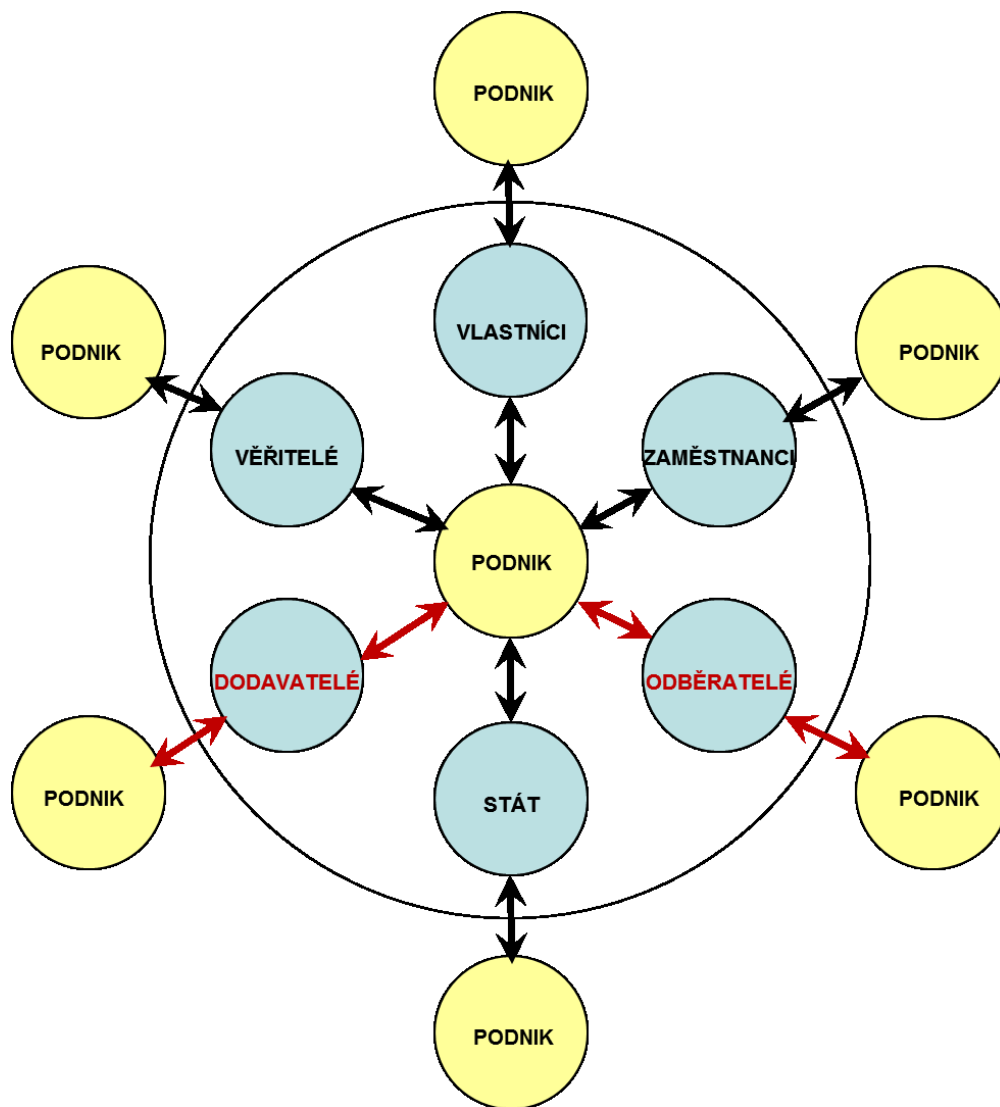 PODNIK
VLASTNÍCI
PODNIK
PODNIK
VĚŘITELÉ
ZAMĚSTNANCI
PODNIK
DODAVATELÉ
ODBĚRATELÉ
PODNIK
STÁT
PODNIK
PODNIK